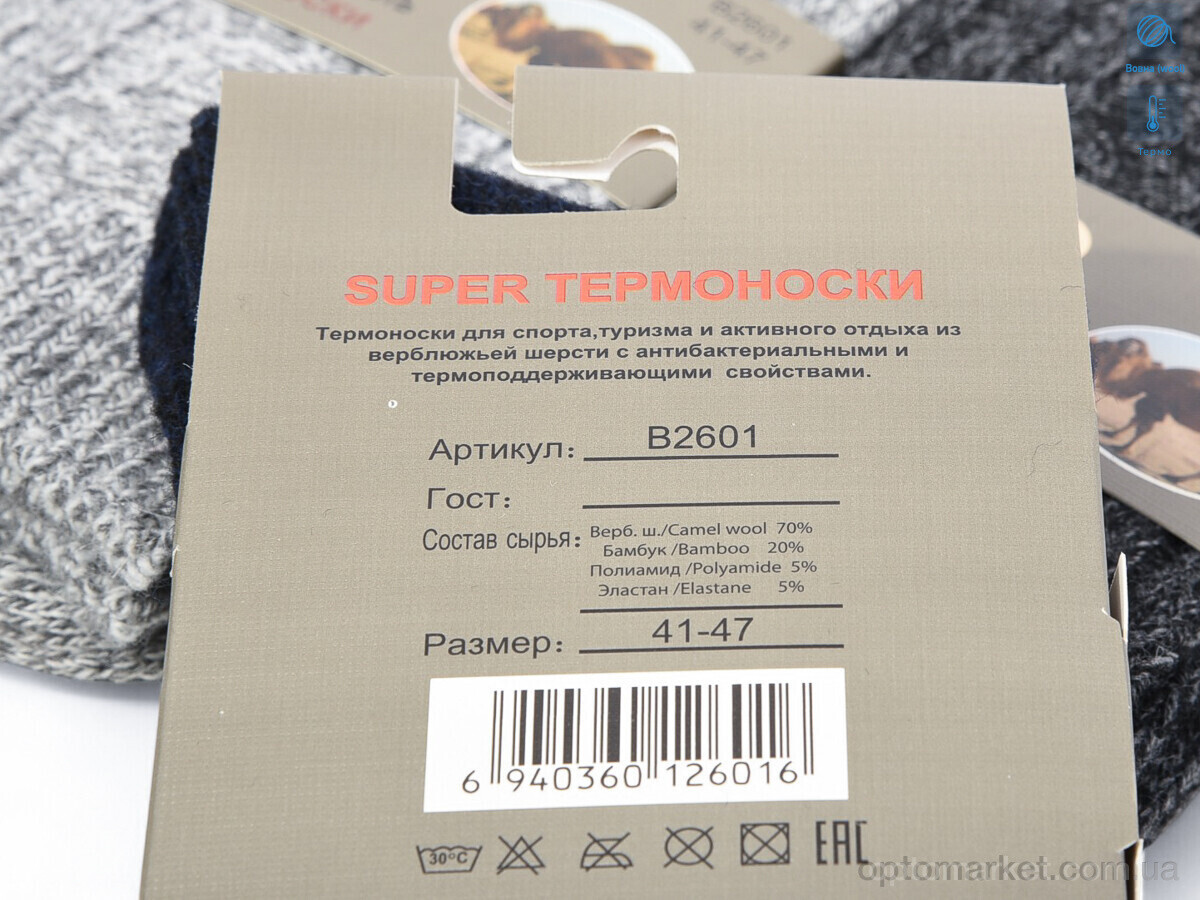 B2601
41-47
Вовна (wool)
Термо
SUPER ТЕРМОНОСКИ
Термоноски для спорта,туризма и активного отдыха из
верблюжьей шерсти с антибактериальными и
термоподдерживающими свойствами.
Артикул: B2601
Гост:
Состав сырья: Верб. ш./Camel wool 70%
Бамбук /Bamboo 20%
Полиамид /Polyamide 5%
Эластан /Elastane 5%
Размер: 41-47
6 940360 126016
30°C
EAC
optomarket.com.ua